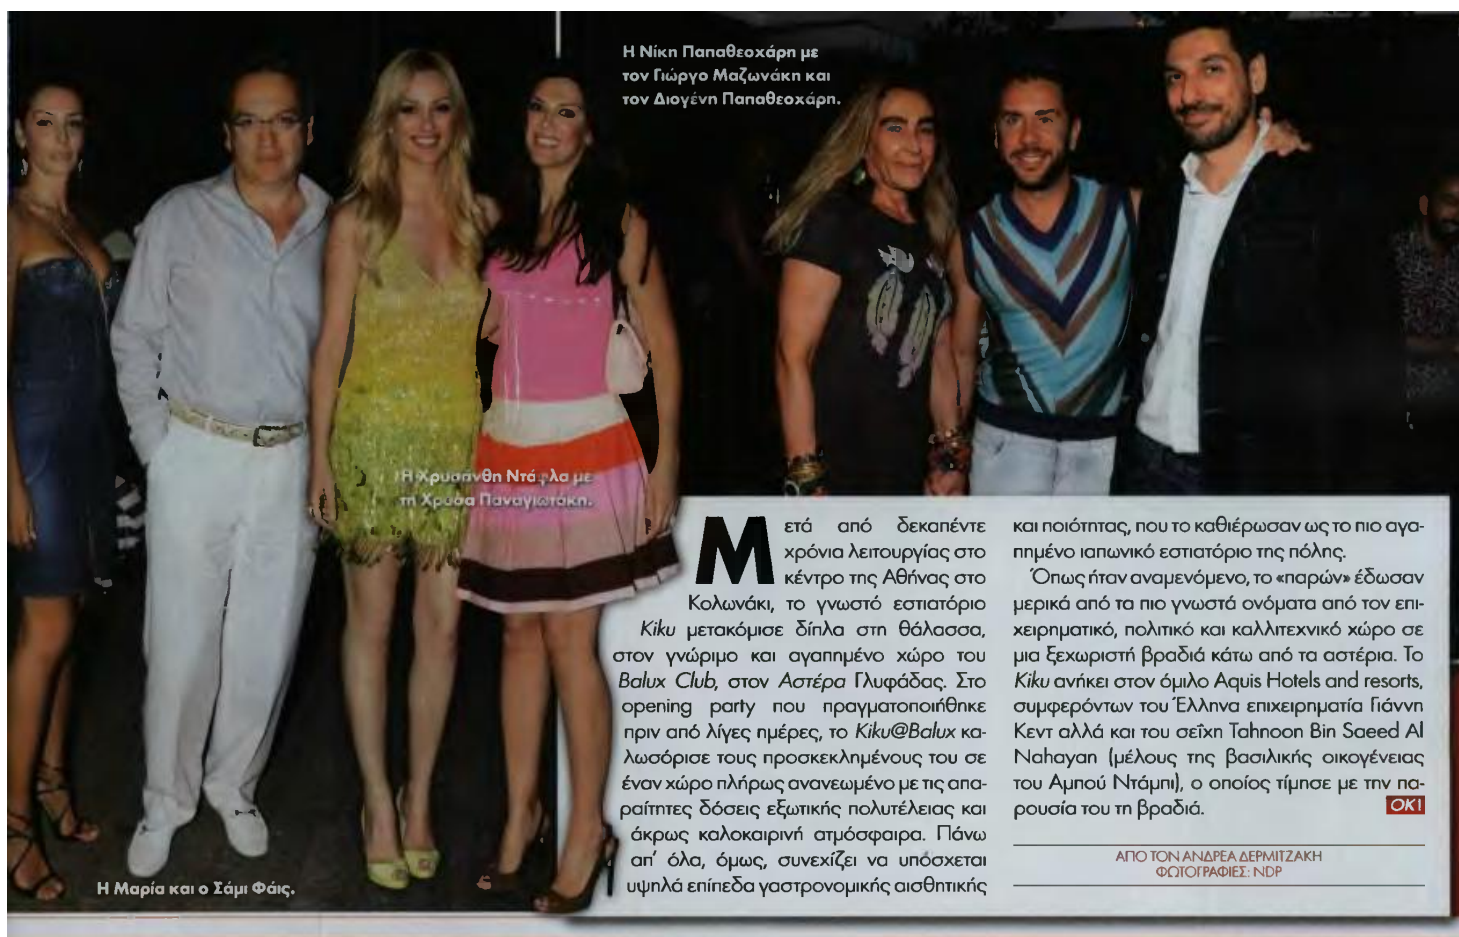 Η Νίκη Παπαθεοχάρη με
τον Γιώργο Μαζωνάκη και
τον Διογένη Παπαθεοχάρη.
Η Χρυσάνθη Ντάφλα με
τη Χρύσα Παναγιωτάκη.
Η Μαρία και ο Σάμι Φάις.
Μετά από δεκαπέντε
χρόνια λειτουργίας στο
κέντρο της Αθήνας στο
Κολωνάκι, το γνωστό εστιατόριο
Kiku μετακόμισε δίπλα στη θάλασσα,
στον γνώριμο και αγαπημένο χώρο του
Balux Club, στον Αστέρα Γλυφάδας. Στο
opening party που πραγματοποιήθηκε
πριν από λίγες ημέρες, το Kiku@Balux κα-
λωσόρισε τους προσκεκλημένους του σε
έναν χώρο πλήρως ανανεωμένο με τις απα-
ραίτητες δόσεις εξωτικής πολυτέλειας και
άκρως καλοκαιρινή ατμόσφαιρα. Πάνω
απ' όλα, όμως, συνεχίζει να υπόσχεται
υψηλά επίπεδα γαστρονομικής αισθητικής
και ποιότητας, που το καθιέρωσαν ως το πιο αγα-
πημένο ιαπωνικό εστιατόριο της πόλης.
Όπως ήταν αναμενόμενο, το «παρών» έδωσαν
μερικά από τα πιο γνωστά ονόματα από τον επι-
χειρηματικό, πολιτικό και καλλιτεχνικό χώρο σε
μια ξεχωριστή βραδιά κάτω από τα αστέρια. Το
Kiku ανήκει στον όμιλο Aquis Hotels and resorts,
συμφερόντων του Έλληνα επιχειρηματία Γιάννη
Κεντ αλλά και του σεΐχη Tahnoon Bin Saeed Al
Nahayan (μέλους της βασιλικής οικογένειας
του Αμπού Ντάμπι), ο οποίος τίμησε με την πα-
ρουσία του τη βραδιά.
OK!
ΑΠΟ ΤΟΝ ΑΝΔΡΕΑ ΔΕΡΜΙΤΖΑΚΗ
ΦΩΤΟΓΡΑΦΙΕΣ: NDP